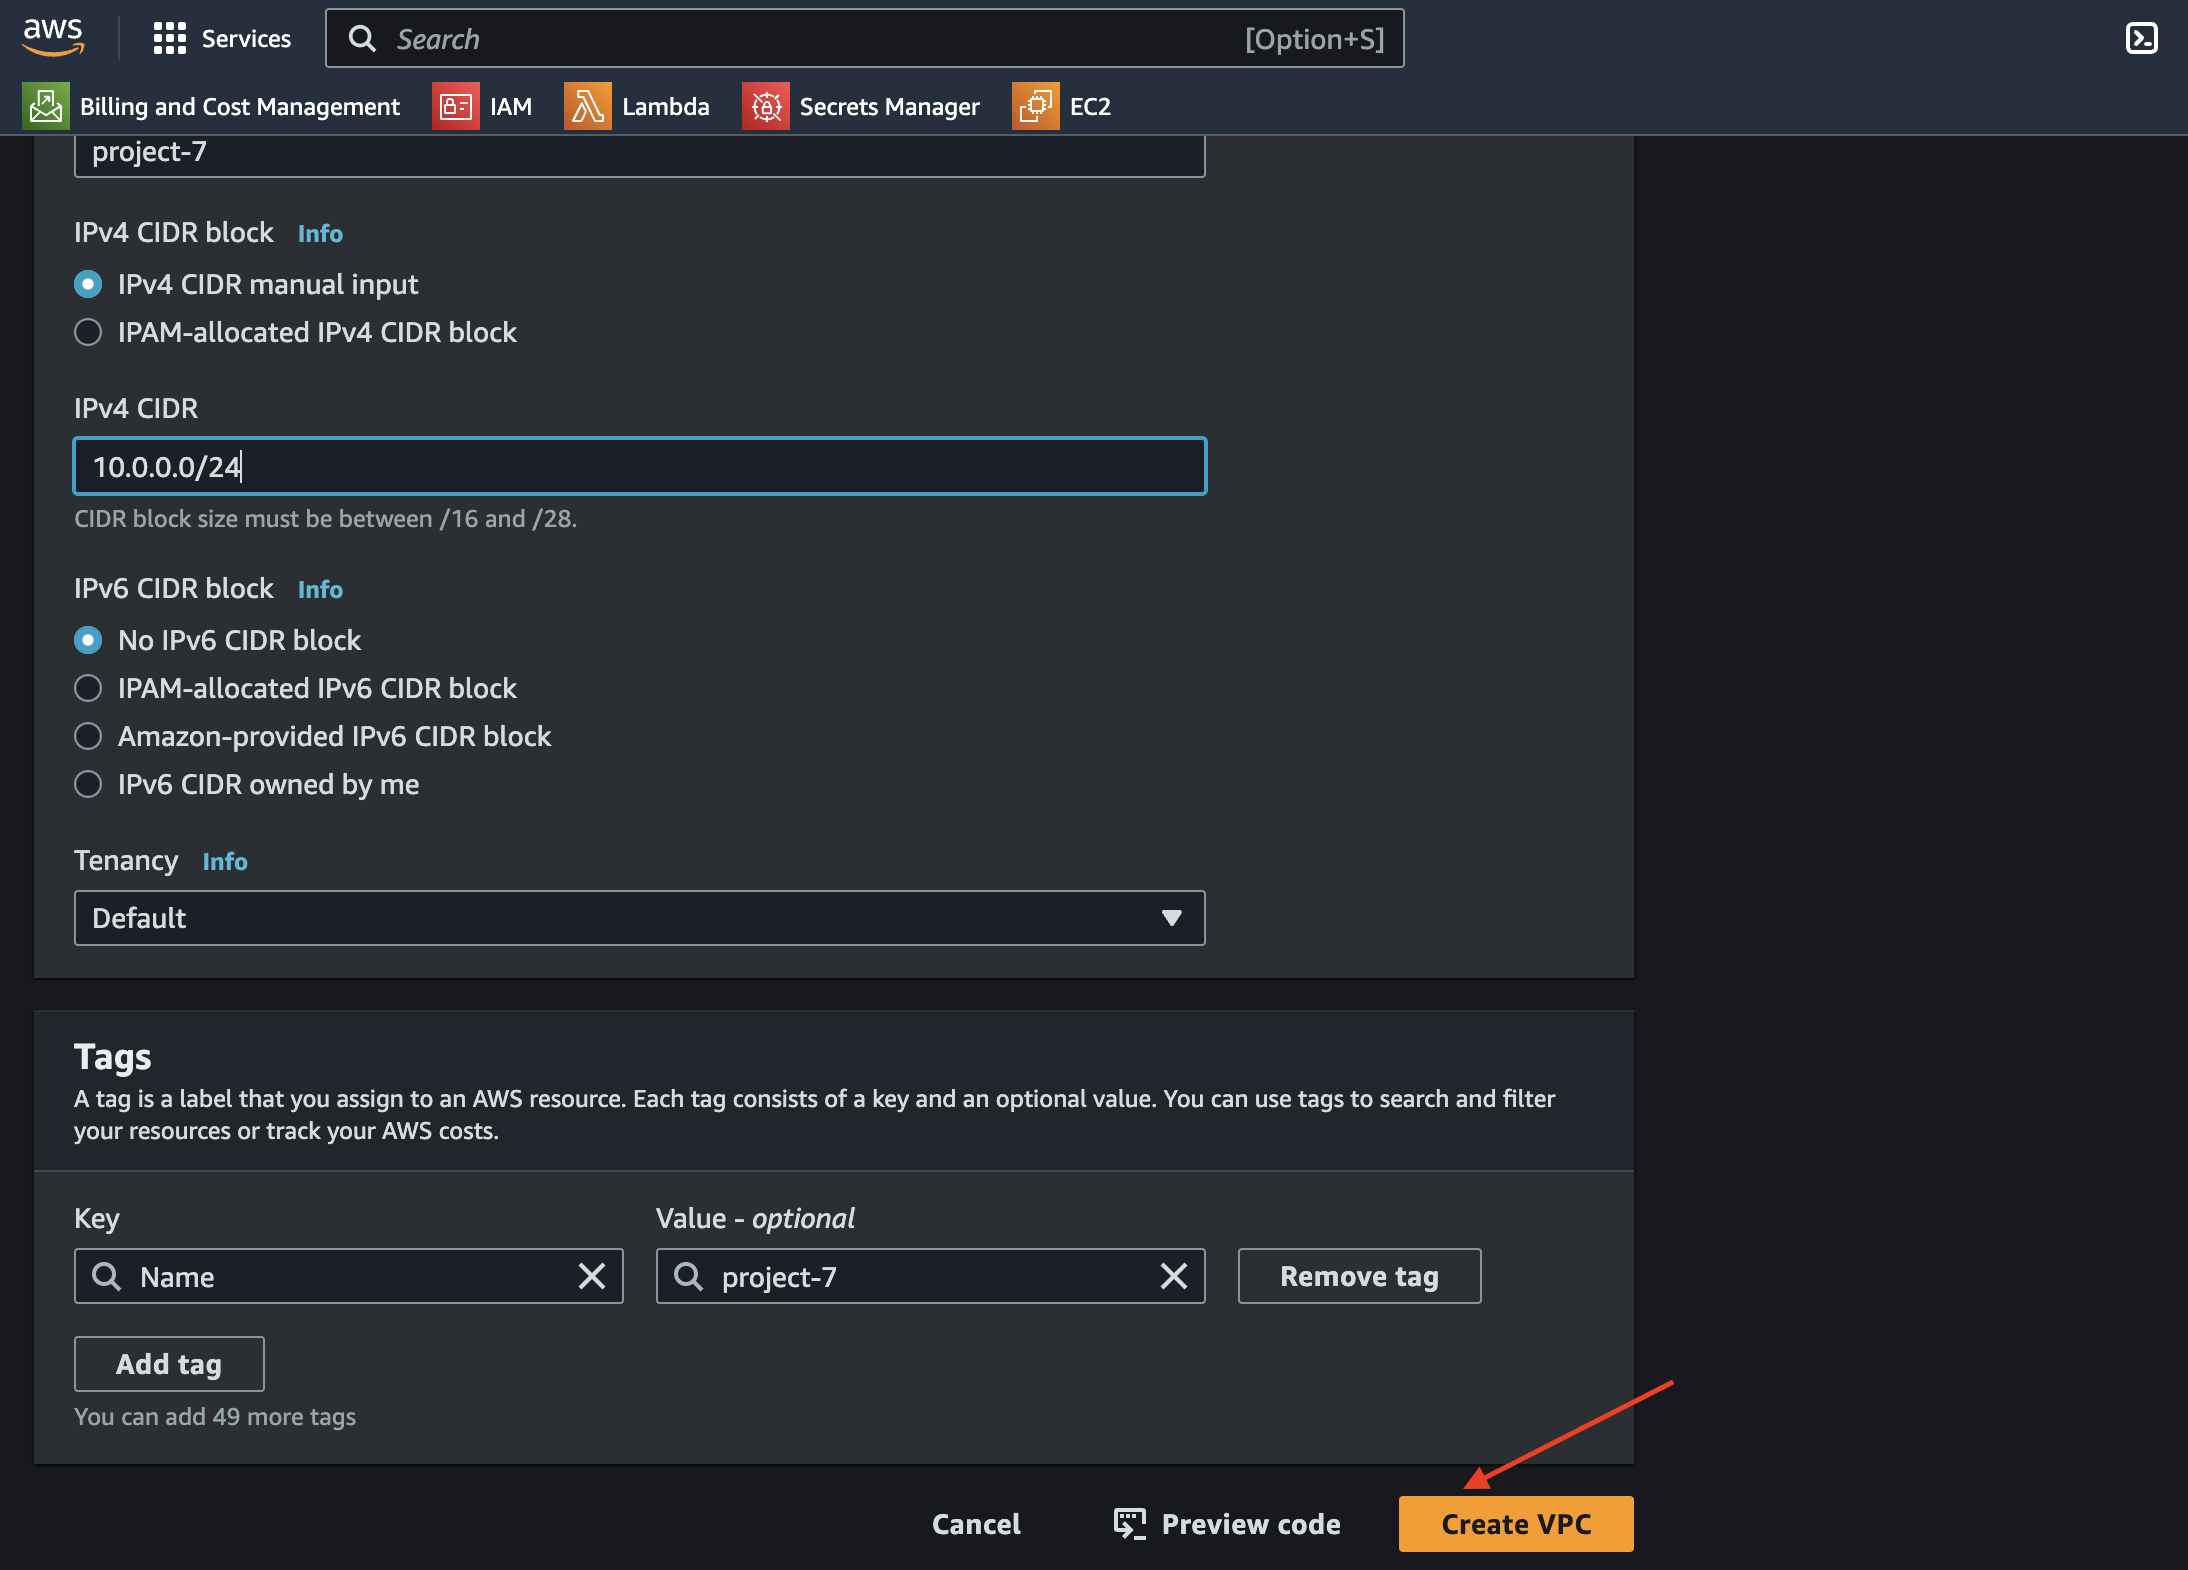 aws
Services
Search
[Option+S]
Billing and Cost Management
IAM
Lambda
Secrets Manager
EC2
project-7
IPv4 CIDR block Info
IPv4 CIDR manual input
IPAM-allocated IPv4 CIDR block
IPv4 CIDR
10.0.0.0/24
CIDR block size must be between /16 and /28.
IPv6 CIDR block Info
No IPv6 CIDR block
IPAM-allocated IPv6 CIDR block
Amazon-provided IPv6 CIDR block
IPv6 CIDR owned by me
Tenancy Info
Default
Tags
A tag is a label that you assign to an AWS resource. Each tag consists of a key and an optional value. You can use tags to search and filter
your resources or track your AWS costs.
Key
Value - optional
Name
project-7
Remove tag
Add tag
You can add 49 more tags
Cancel
Preview code
Create VPC